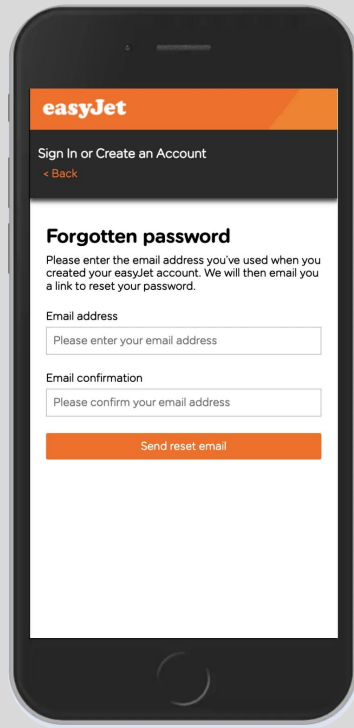 easyJet
Sign In or Create an Account
< Back
Forgotten password
Please enter the email address you've used when you
created your easyJet account. We will then email you
a link to reset your password.
Email address
Please enter your email address
Email confirmation
Please confirm your email address
Send reset email